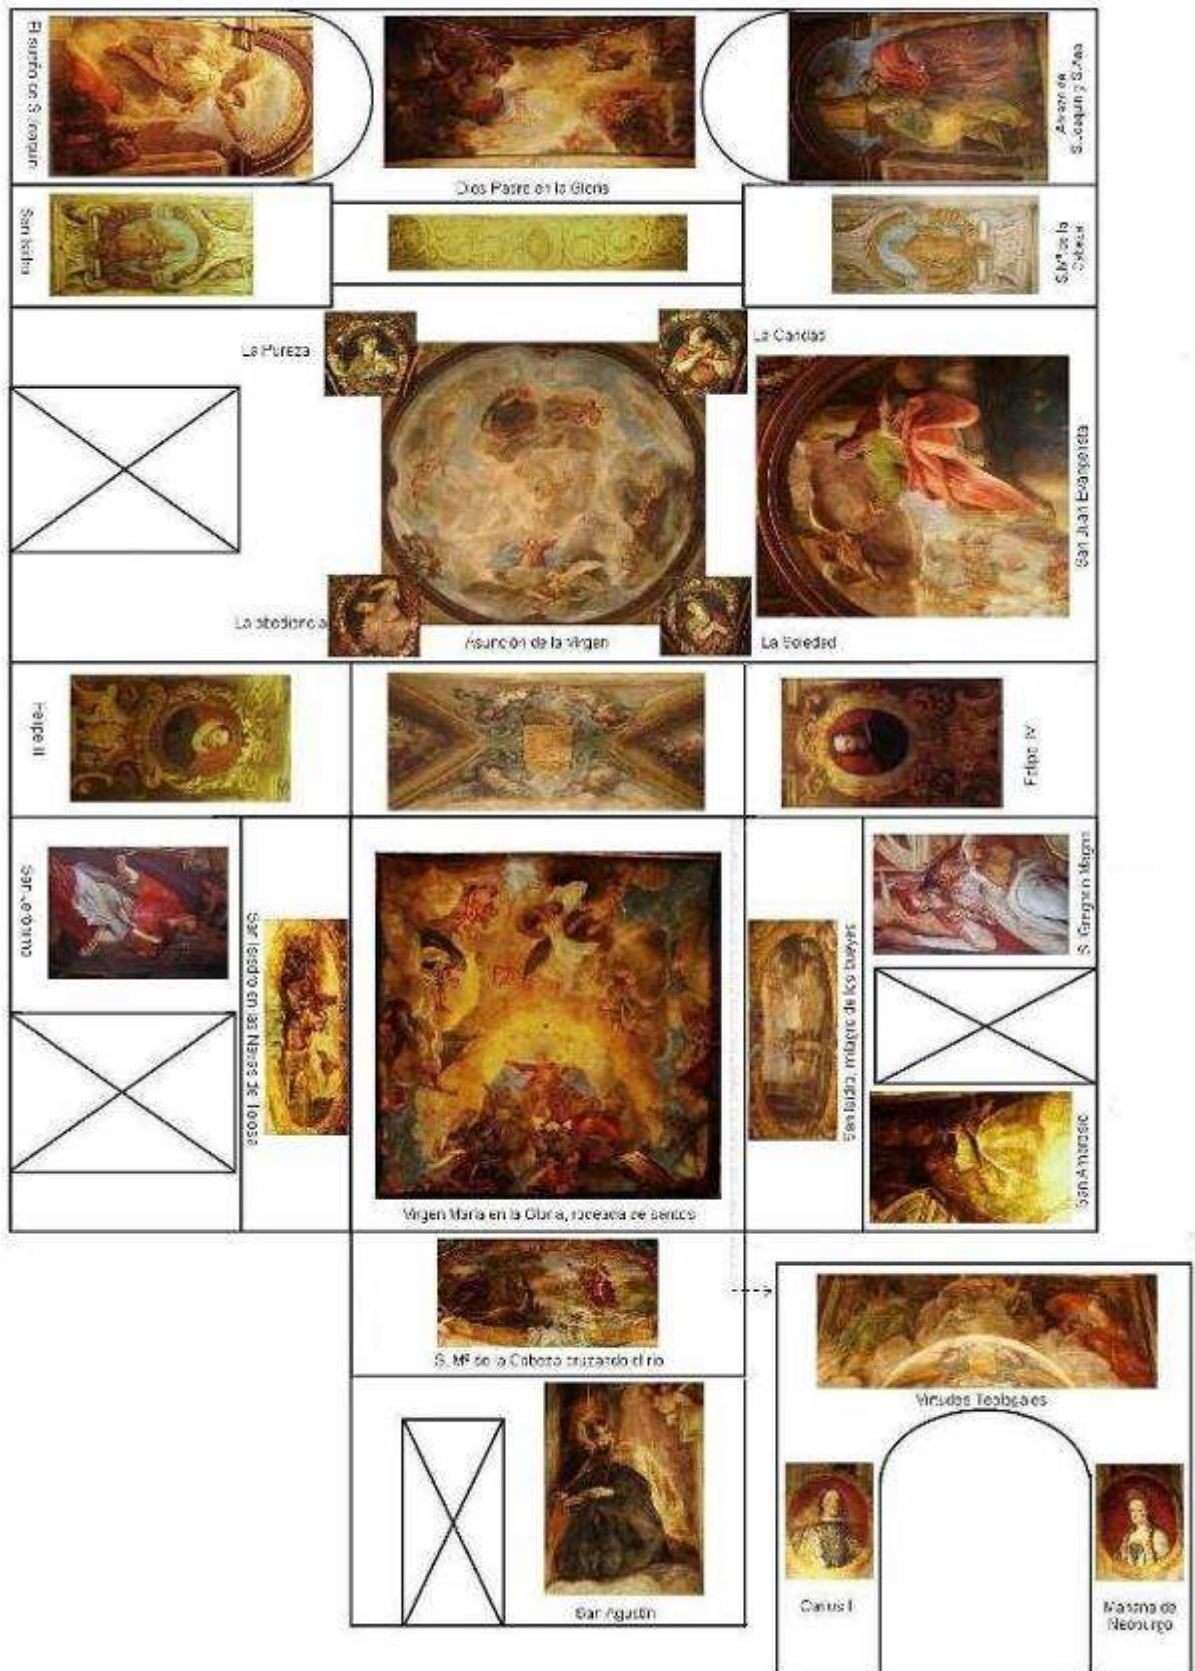 El sueño de S. Joaquín
Dios Padre en la Gloria
Abrazo de
S. Joaquín y S. Ana
San Isidro
S. Mª de la
Cabeza
La Pureza
La Caridad
San Juan Evangelista
La obediencia
Asunción de la Virgen
La Soledad
Felipe II
Felipe IV
San Jerónimo
San Isidro en las Navas de Tolosa
San Isidro, milagro de los bueyes
S. Gregorio Magno
San Ambrosio
Virgen María en la Gloria, rodeada de santos
S. Mª de la Cabeza cruzando el río
Virtudes Teologales
San Agustín
Carlos II
Mariana de
Neoburgo